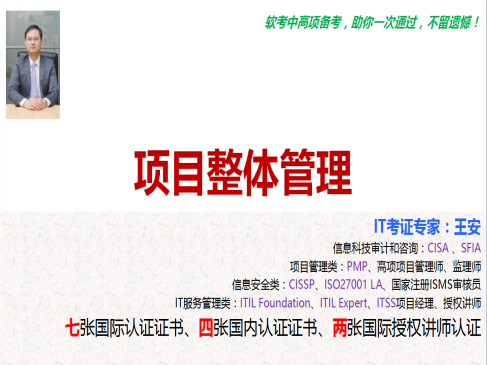 软考中高项备考，助你一次通过，不留遗憾！
项目整体管理
IT考证专家：王安
信息科技审计和咨询：CISA 、SFIA
项目管理类：PMP、高项项目管理师、监理师
信息安全类：CISSP、ISO27001 LA、国家注册ISMS审核员
IT服务管理类：ITIL Foundation、ITIL Expert、ITSS项目经理、授权讲师
七张国际认证证书、四张国内认证证书、两张国际授权讲师认证